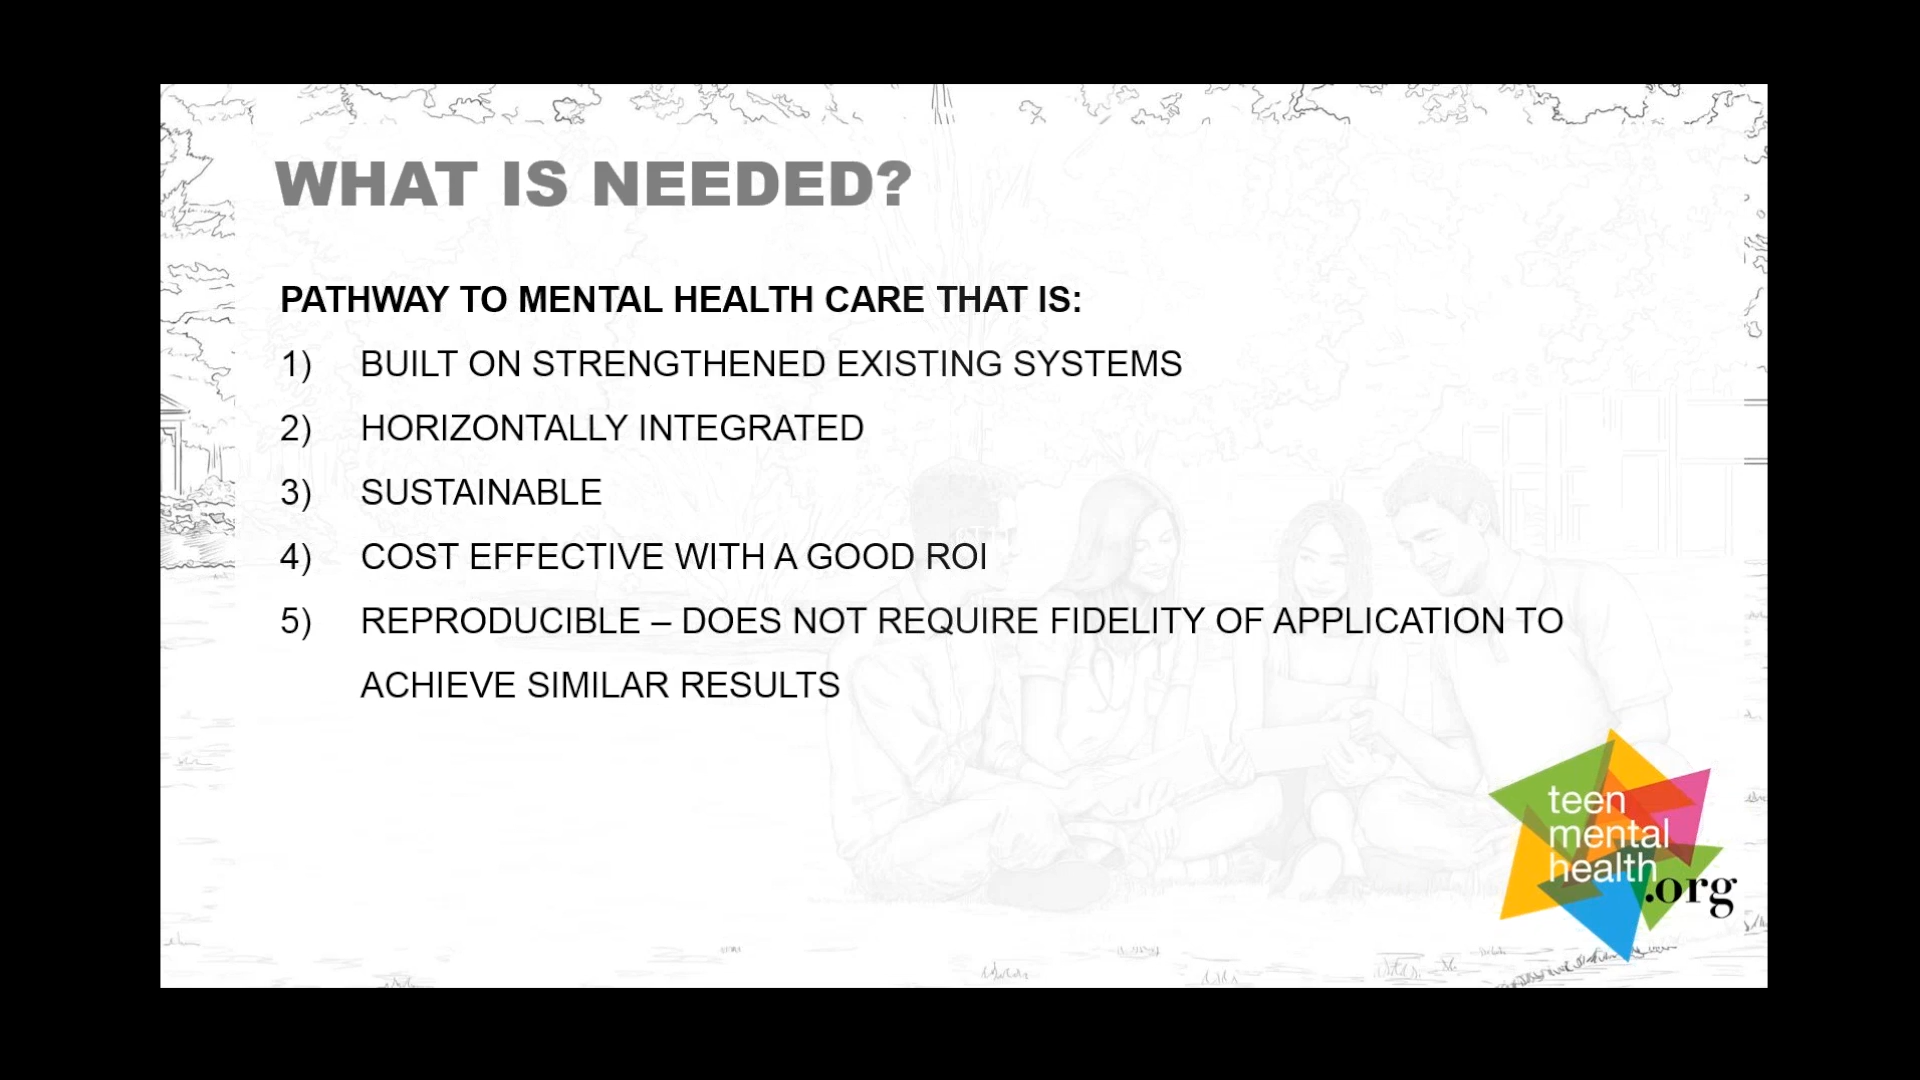 WHAT IS NEEDED?
PATHWAY TO MENTAL HEALTH CARE THAT IS:
1) BUILT ON STRENGTHENED EXISTING SYSTEMS
2) HORIZONTALLY INTEGRATED
3) SUSTAINABLE
4) COST EFFECTIVE WITH A GOOD ROI
5) REPRODUCIBLE – DOES NOT REQUIRE FIDELITY OF APPLICATION TO
ACHIEVE SIMILAR RESULTS
teen
mental
health
.org